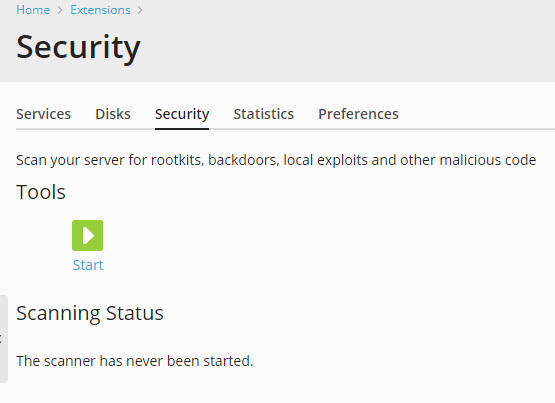 Home > Extensions >
Security
Services Disks Security Statistics Preferences
Scan your server for rootkits, backdoors, local exploits and other malicious code
Tools
Start
Scanning Status
The scanner has never been started.